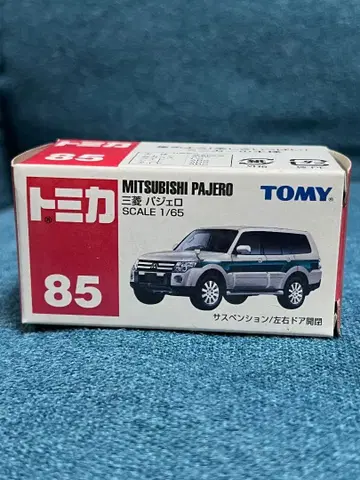 85
トミカ
85
MITSUBISHI PAJERO
三菱 パジェロ
SCALE 1/65
TOMY
サスペンション/左右ドア開閉